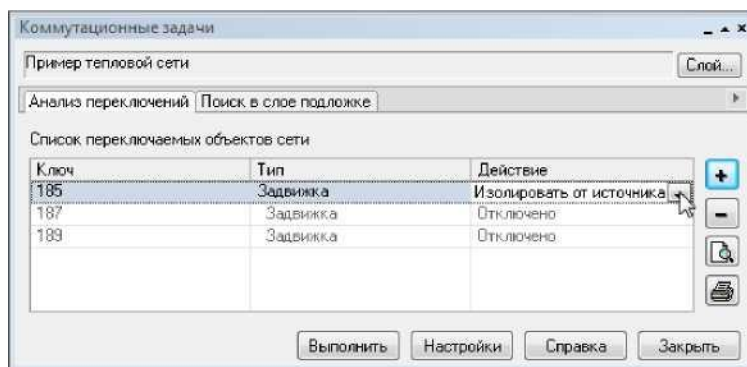 Коммутационные задачи
Пример тепловой сети Слой...
Анализ переключений Поиск в слое подложке
Список переключаемых объектов сети
Ключ Тип Действие
185 Задвижка Изолировать от источника
187 Задвижка Отключено
189 Задвижка Отключено
Выполнить Настройки Справка Закрыть